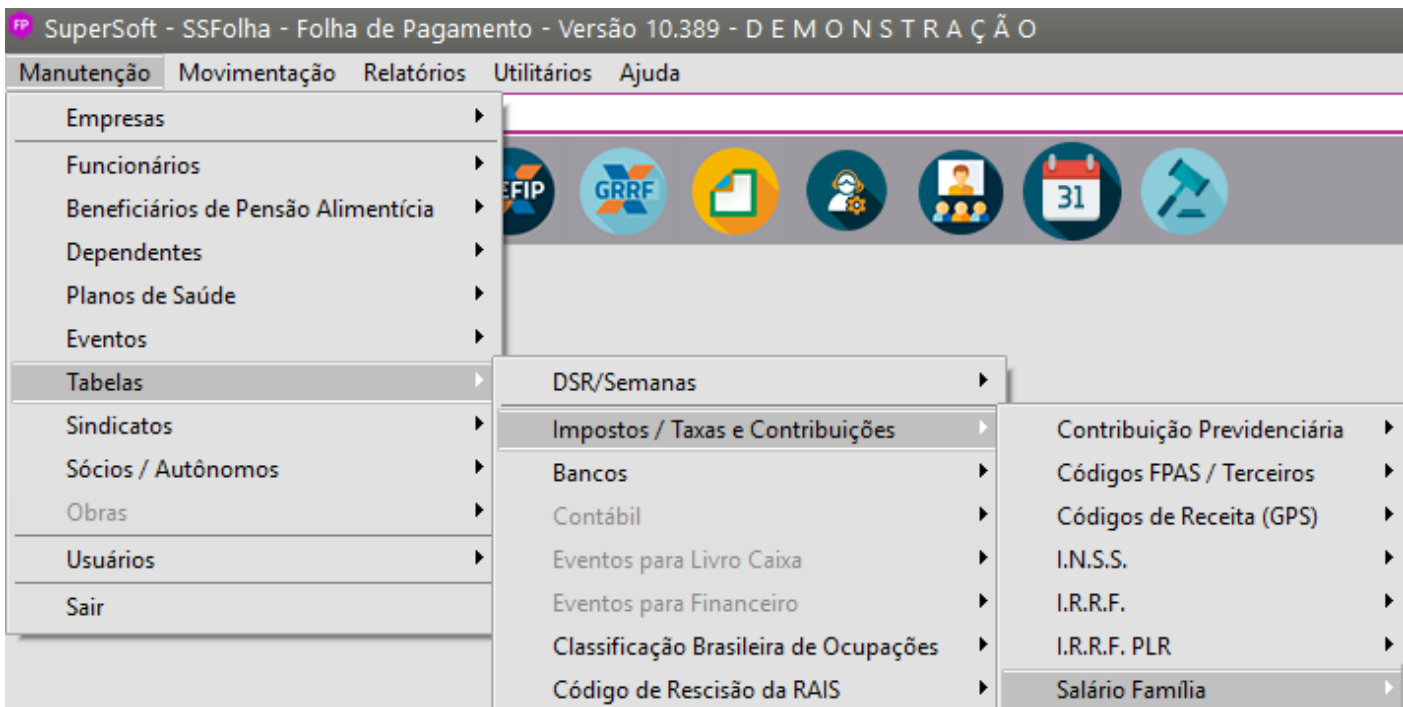 FP SuperSoft - SSFolha - Folha de Pagamento - Versão 10.389 - D E M O N S T R A Ç Ã O
Manutenção Movimentação Relatórios Utilitários Ajuda
Empresas
Funcionários
Beneficiários de Pensão Alimentícia
Dependentes
Planos de Saúde
Eventos
Tabelas
Sindicatos
Sócios / Autônomos
Obras
Usuários
Sair
EFIP
GRRF
31
DSR/Semanas
Impostos / Taxas e Contribuições
Bancos
Contábil
Eventos para Livro Caixa
Eventos para Financeiro
Classificação Brasileira de Ocupações
Código de Rescisão da RAIS
Contribuição Previdenciária
Códigos FPAS / Terceiros
Códigos de Receita (GPS)
I.N.S.S.
I.R.R.F.
I.R.R.F. PLR
Salário Família